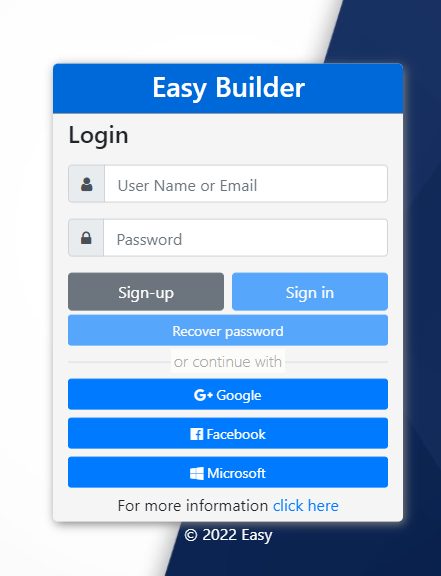 Easy Builder
Login
User Name or Email
Password
Sign-up Sign in
Recover password
or continue with
Google
Facebook
Microsoft
For more information click here
© 2022 Easy